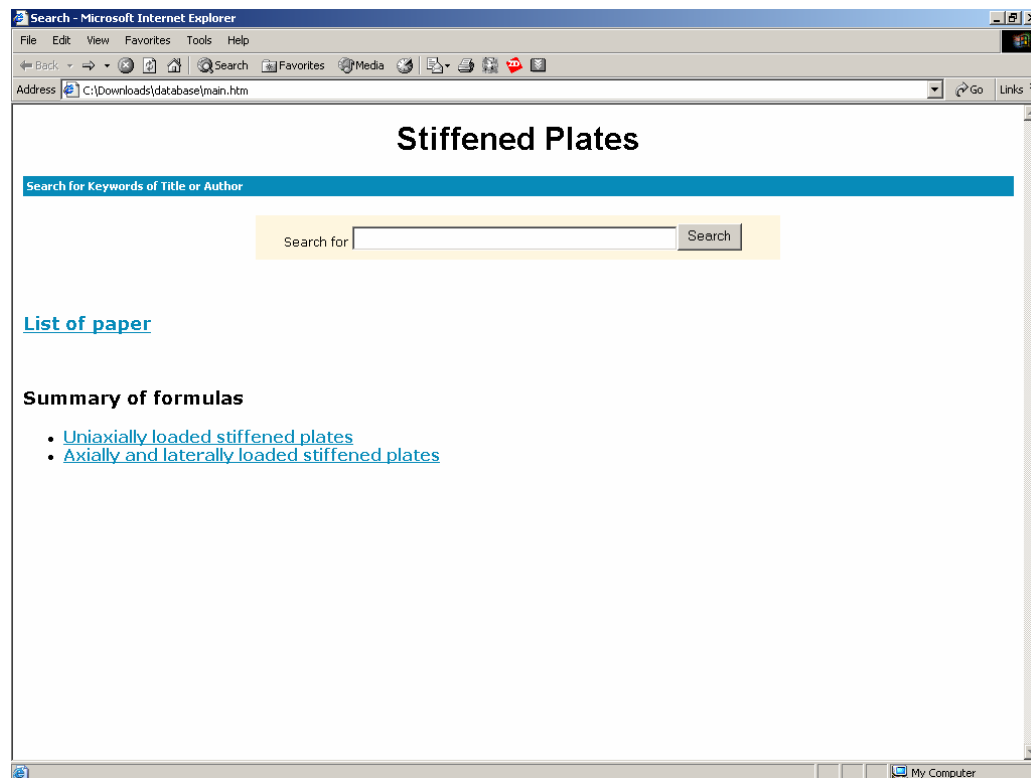 Search - Microsoft Internet Explorer
File Edit View Favorites Tools Help
Back Search Favorites Media
Address C:\Downloads\database\main.htm Go Links
Stiffened Plates
Search for Keywords of Title or Author
Search for Search
List of paper
Summary of formulas
• Uniaxially loaded stiffened plates
• Axially and laterally loaded stiffened plates
My Computer